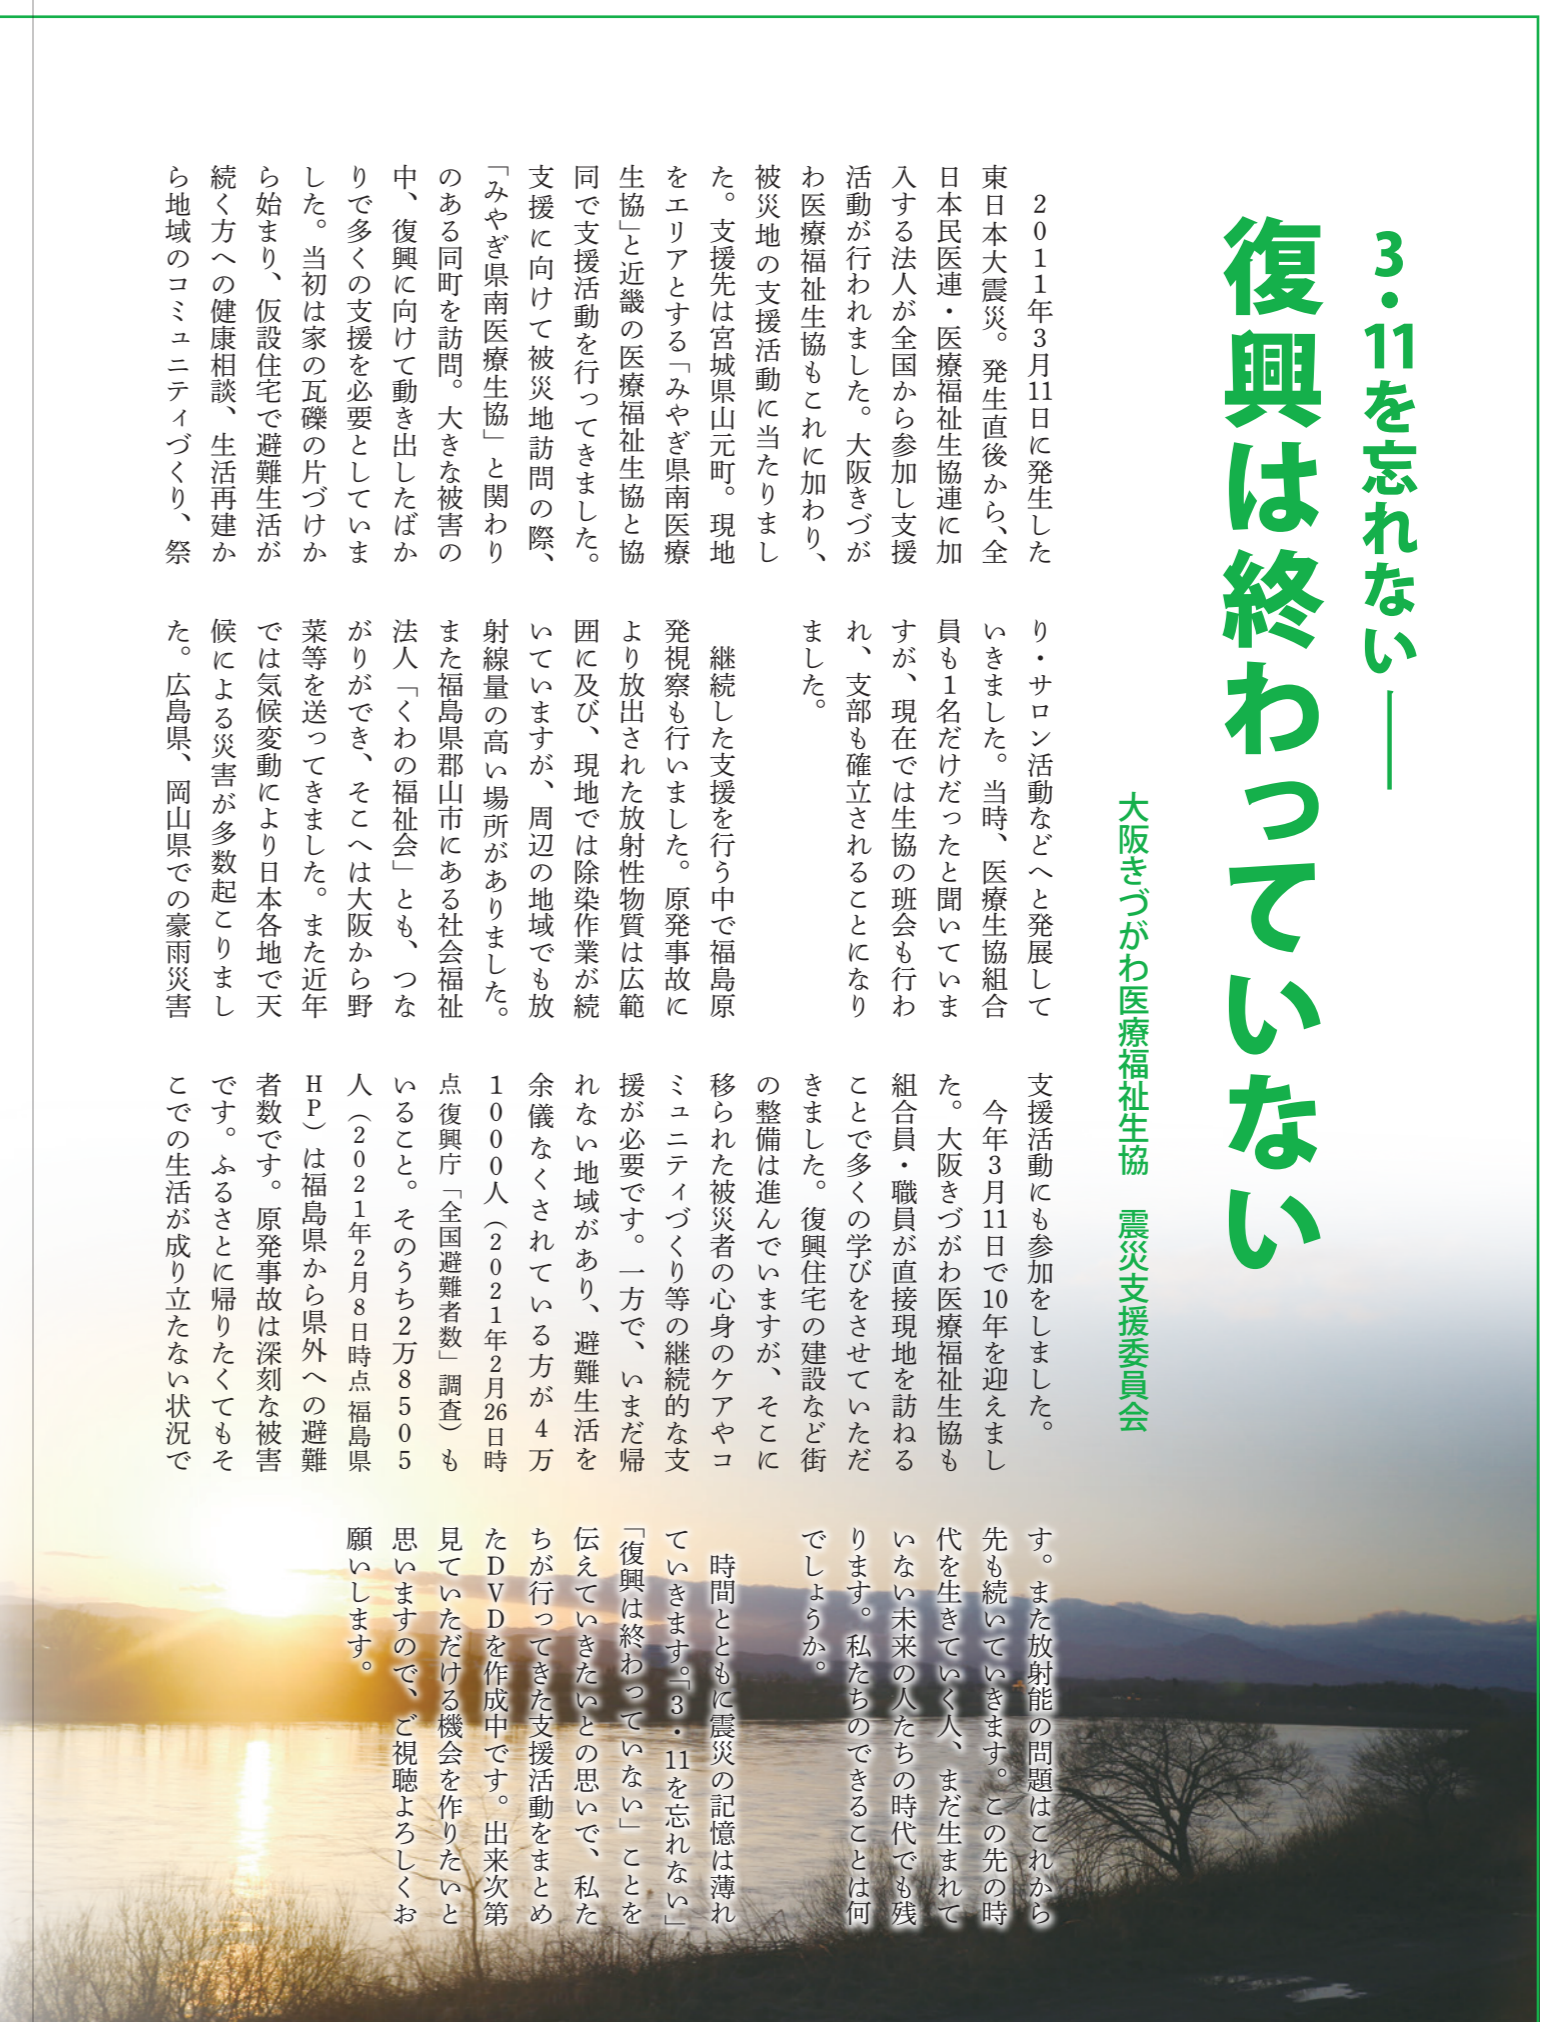 3・11を忘れない——
復興は終わっていない
大阪きづがわ医療福祉生協　震災支援委員会
　2011年3月11日に発生した
東日本大震災。発生直後から、全
日本民医連・医療福祉生協連に加
入する法人が全国から参加し支援
活動が行われました。大阪きづが
わ医療福祉生協もこれに加わり、
被災地の支援活動に当たりまし
た。支援先は宮城県山元町。現地
をエリアとする「みやぎ県南医療
生協」と近畿の医療福祉生協と協
同で支援活動を行ってきました。
支援に向けて被災地訪問の際、
「みやぎ県南医療生協」と関わり
のある同町を訪問。大きな被害の
中、復興に向けて動き出したばか
りで多くの支援を必要としていま
した。当初は家の瓦礫の片づけか
ら始まり、仮設住宅で避難生活が
続く方への健康相談、生活再建か
ら地域のコミュニティづくり、祭
り・サロン活動などへと発展して
いきました。当時、医療生協組合
員も1名だけだったと聞いていま
すが、現在では生協の班会も行わ
れ、支部も確立されることになり
ました。
　継続した支援を行う中で福島原
発視察も行いました。原発事故に
より放出された放射性物質は広範
囲に及び、現地では除染作業が続
いていますが、周辺の地域でも放
射線量の高い場所がありました。
また福島県郡山市にある社会福祉
法人「くわの福祉会」とも、つな
がりができ、そこへは大阪から野
菜等を送ってきました。また近年
では気候変動により日本各地で天
候による災害が多数起こりまし
た。広島県、岡山県での豪雨災害
支援活動にも参加をしました。
　今年3月11日で10年を迎えまし
た。大阪きづがわ医療福祉生協も
組合員・職員が直接現地を訪ねる
ことで多くの学びをさせていただ
きました。復興住宅の建設など街
の整備は進んでいますが、そこに
移られた被災者の心身のケアやコ
ミュニティづくり等の継続的な支
援が必要です。一方で、いまだ帰
れない地域があり、避難生活を
余儀なくされている方が4万
1000人（2021年2月26日時
点 復興庁「全国避難者数」調査）も
いること。そのうち2万8505
人（2021年2月8日時点 福島県
HP）は福島県から県外への避難
者数です。原発事故は深刻な被害
です。ふるさとに帰りたくてもそ
こでの生活が成り立たない状況で
す。また放射能の問題はこれから
先も続いていきます。この先の時
代を生きていく人、まだ生まれて
いない未来の人たちの時代でも残
ります。私たちのできることは何
でしょうか。
　時間とともに震災の記憶は薄れ
ていきます。「3・11を忘れない」
「復興は終わっていない」ことを
伝えていきたいとの思いで、私た
ちが行ってきた支援活動をまとめ
たDVDを作成中です。出来次第
見ていただける機会を作りたいと
思いますので、ご視聴よろしくお
願いします。